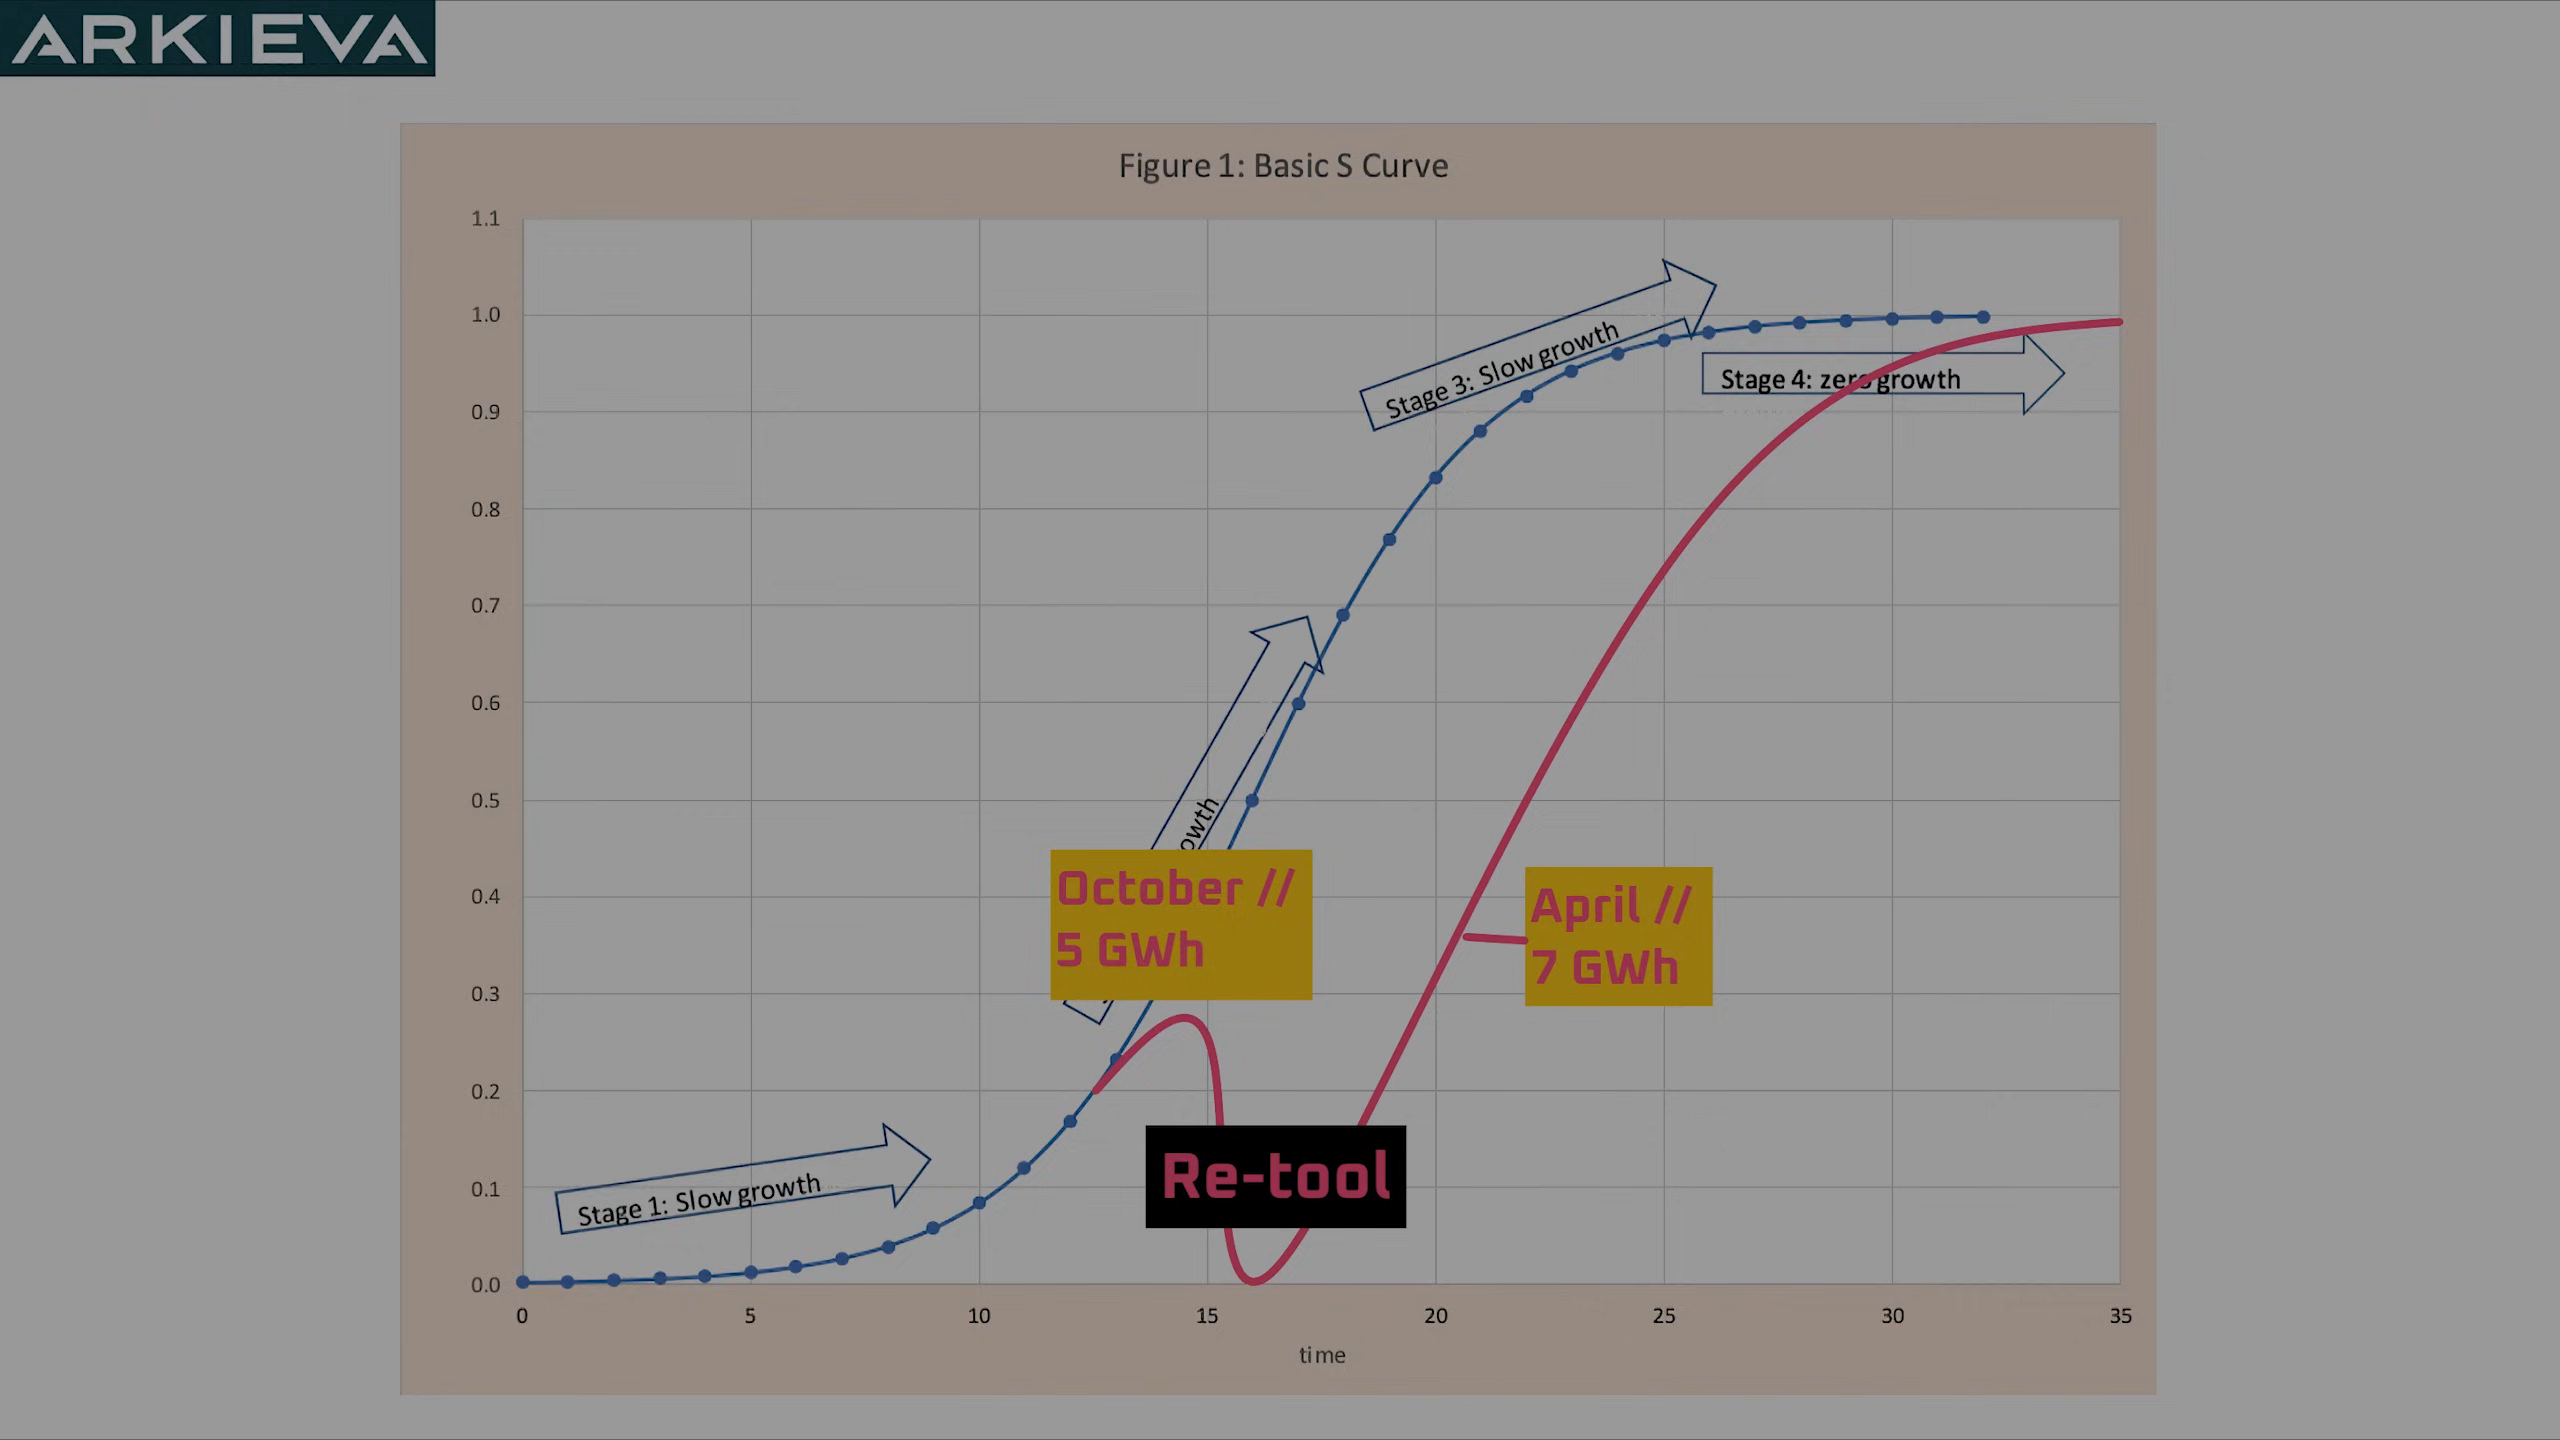 ARKIEVA
Figure 1: Basic S Curve
1.1
1.0
0.9
0.8
0.7
0.6
0.5
0.4
0.3
0.2
0.1
0.0
Stage 3: Slow growth
Stage 4: zero growth
owth
October //
5 GWh
April //
7 GWh
Re-tool
Stage 1: Slow growth
0 5 10 15 20 25 30 35
time